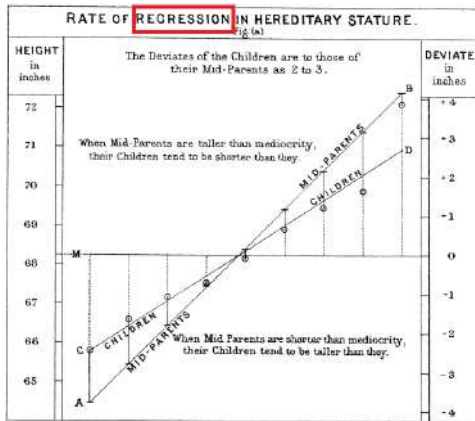 RATE OF REGRESSION IN HEREDITARY STATURE.
Fig (a)
HEIGHT
in
inches
The Deviates of the Children are to those of
their Mid-Parents as 2 to 3.
DEVIATE
in
inches
72
71
70
69
68
67
66
65
When Mid-Parents are taller than mediocrity,
their Children tend to be shorter than they.
B
D
MID-PARENTS
CHILDREN
M
C
A
CHILDREN
MID-PARENTS
When Mid Parents are shorter than mediocrity,
their Children tend to be taller than they.
+4
+3
+2
+1
0
-1
-2
-3
-4